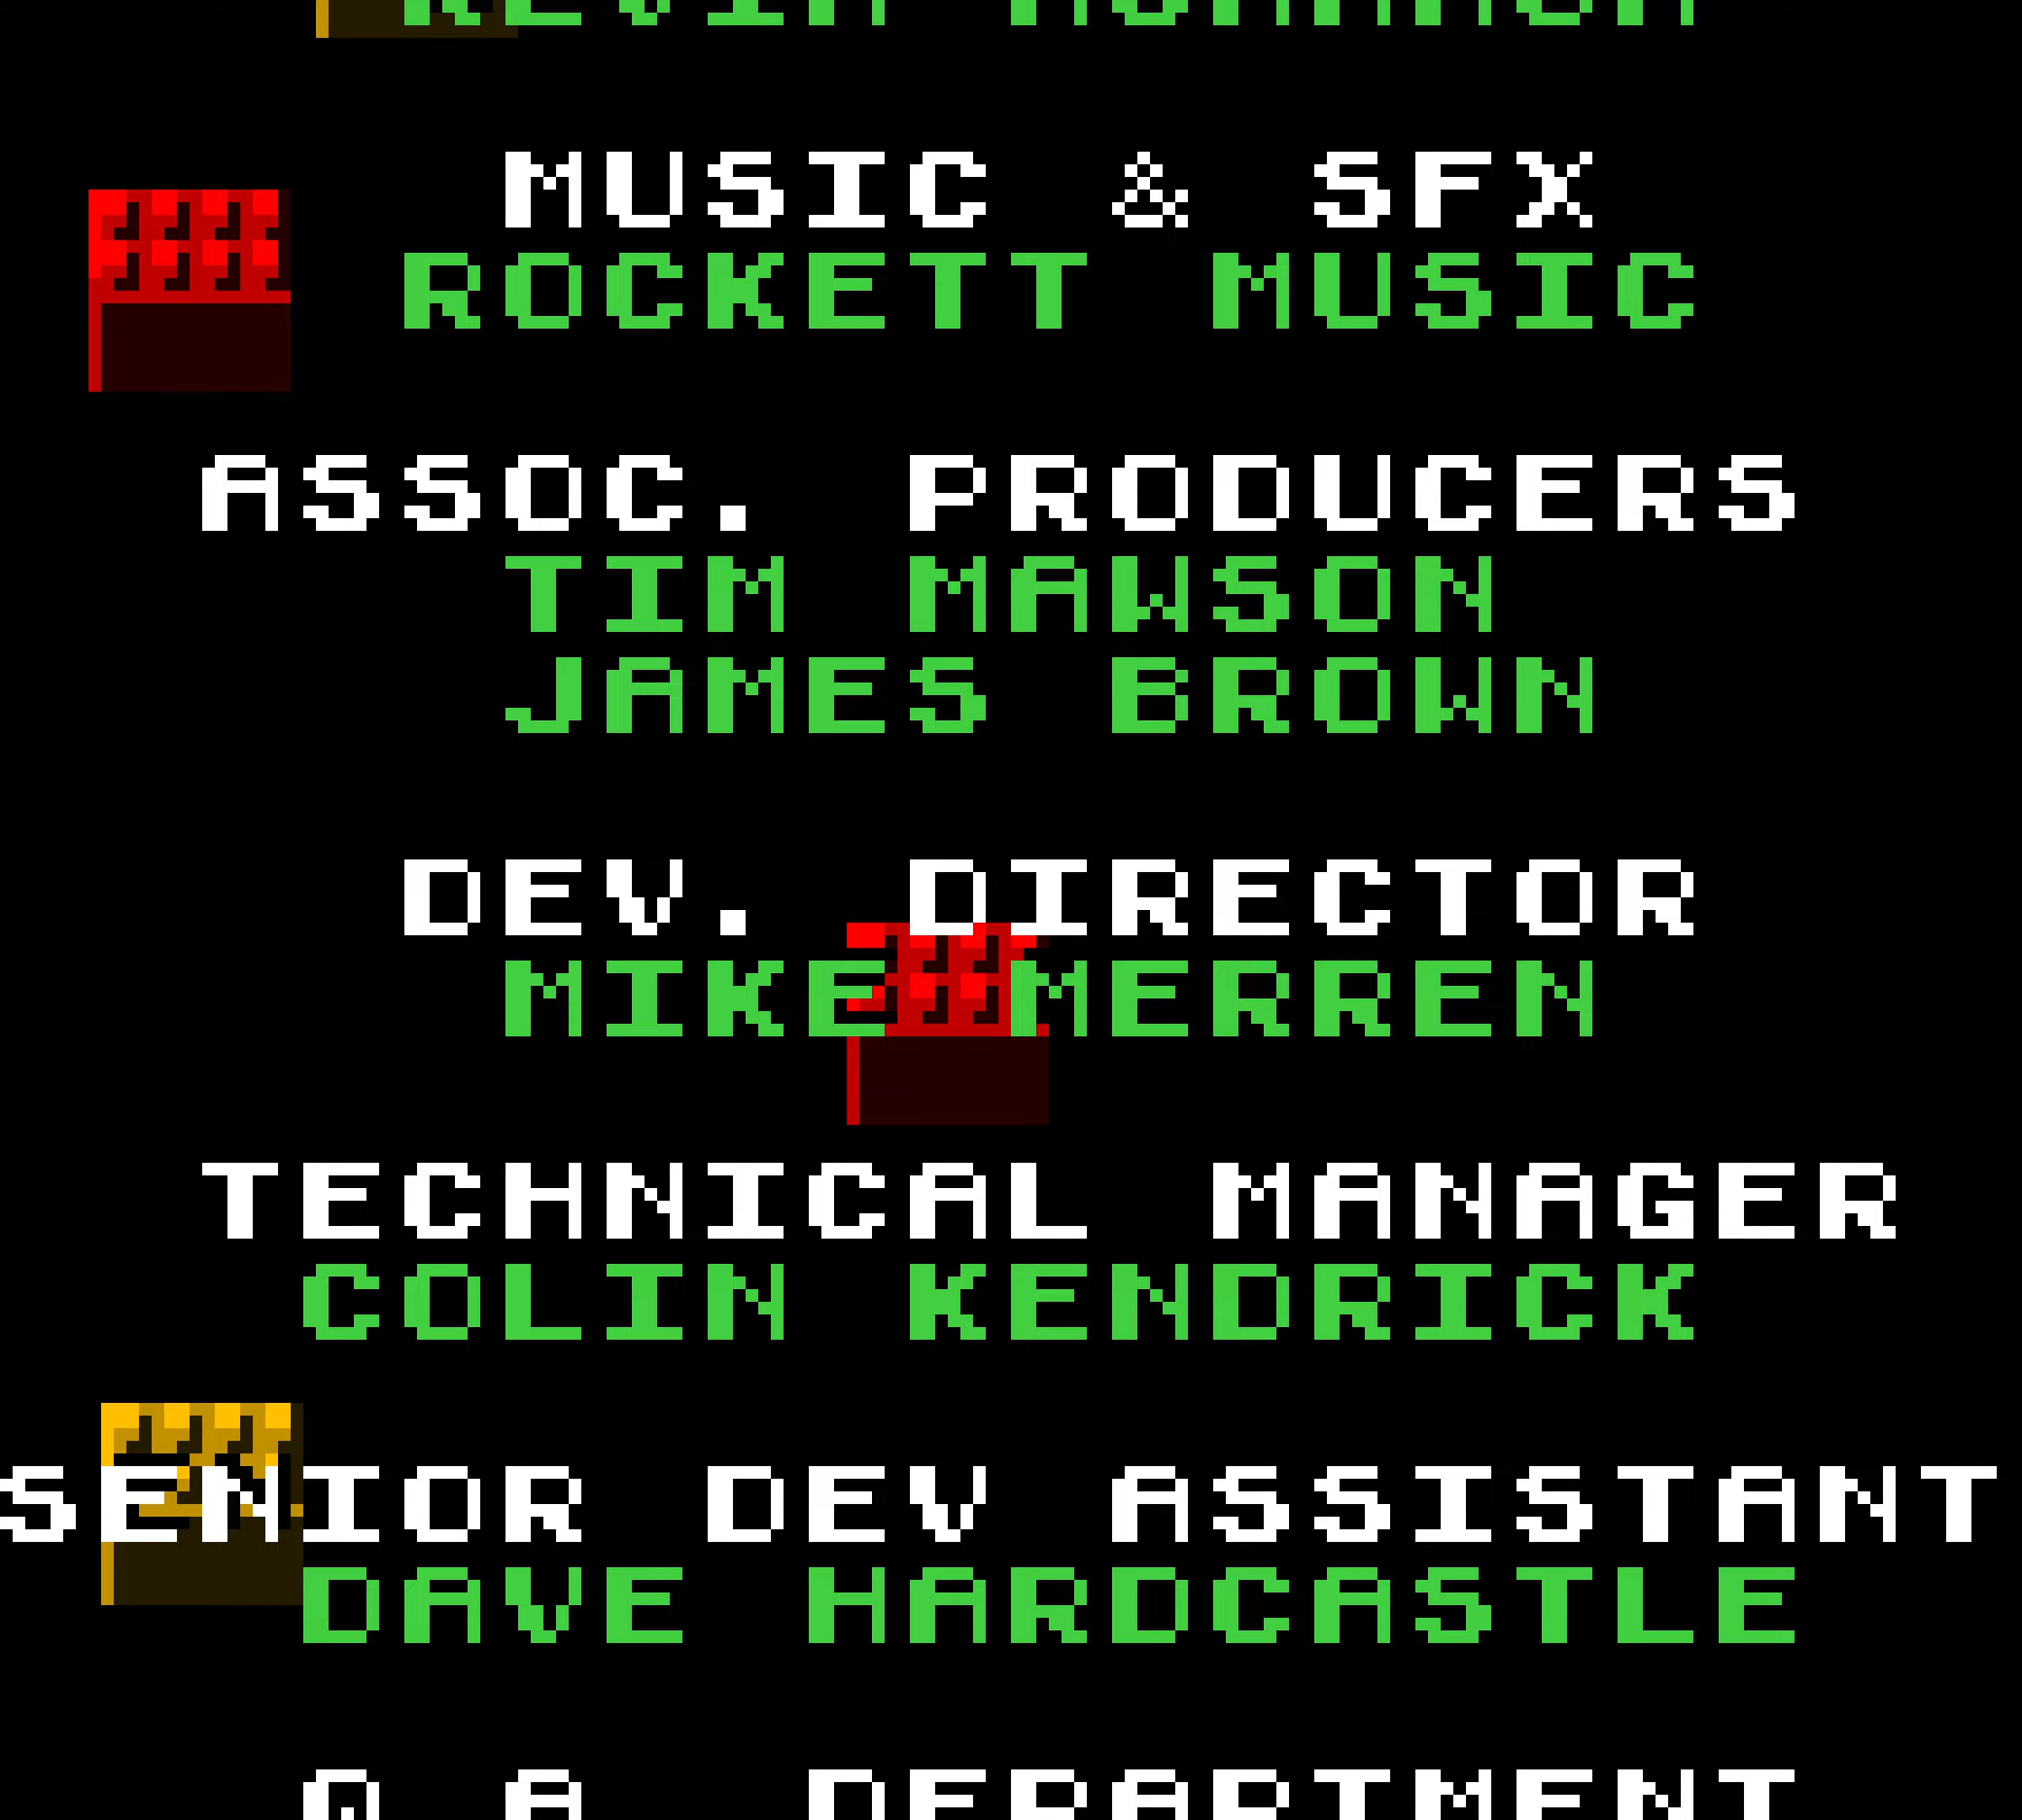 MUSIC & SFX
ROCKETT MUSIC
ASSOC. PRODUCERS
TIM MAWSON
JAMES BROWN
DEV. DIRECTOR
MIKE MERREN
TECHNICAL MANAGER
COLIN KENDRICK
SENIOR DEV ASSISTANT
DAVE HARDCASTLE
Q A DEPARTMENT